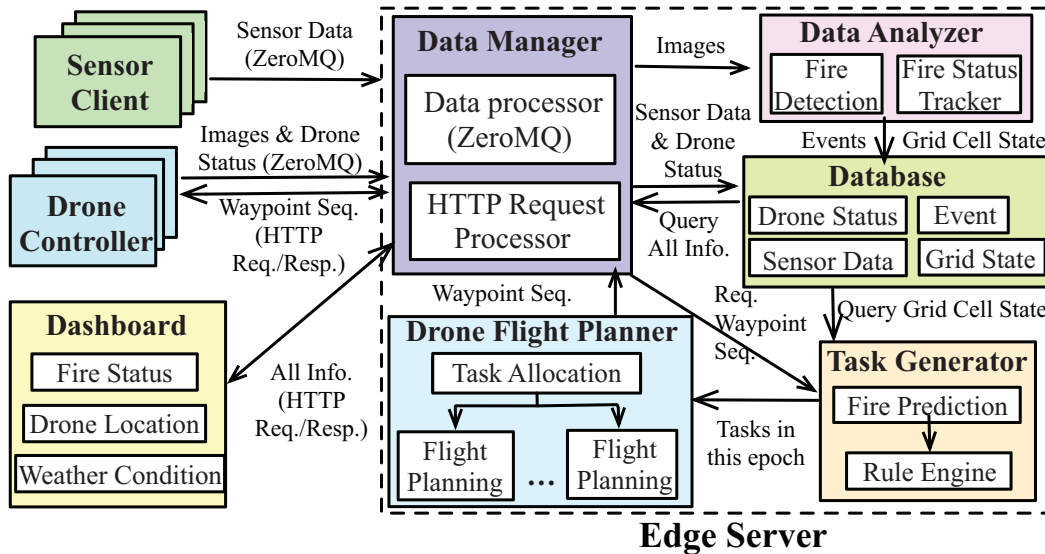 Sensor
Client
Sensor Data
(ZeroMQ)
Images & Drone
Status (ZeroMQ)
Drone
Controller
Waypoint Seq.
(HTTP
Req./Resp.)
Dashboard
Fire Status
Drone Location
Weather Condition
All Info.
(HTTP
Req./Resp.)
Data Manager
Data processor
(ZeroMQ)
HTTP Request
Processor
Images
Sensor Data
& Drone
Status
Query
All Info.
Data Analyzer
Fire
Detection
Fire Status
Tracker
Events
Grid Cell State
Database
Drone Status
Event
Sensor Data
Grid State
Query Grid Cell State
Waypoint Seq.
Req.
Waypoint
Seq.
Drone Flight Planner
Task Allocation
Flight
Planning
...
Flight
Planning
Tasks in
this epoch
Task Generator
Fire Prediction
Rule Engine
Edge Server